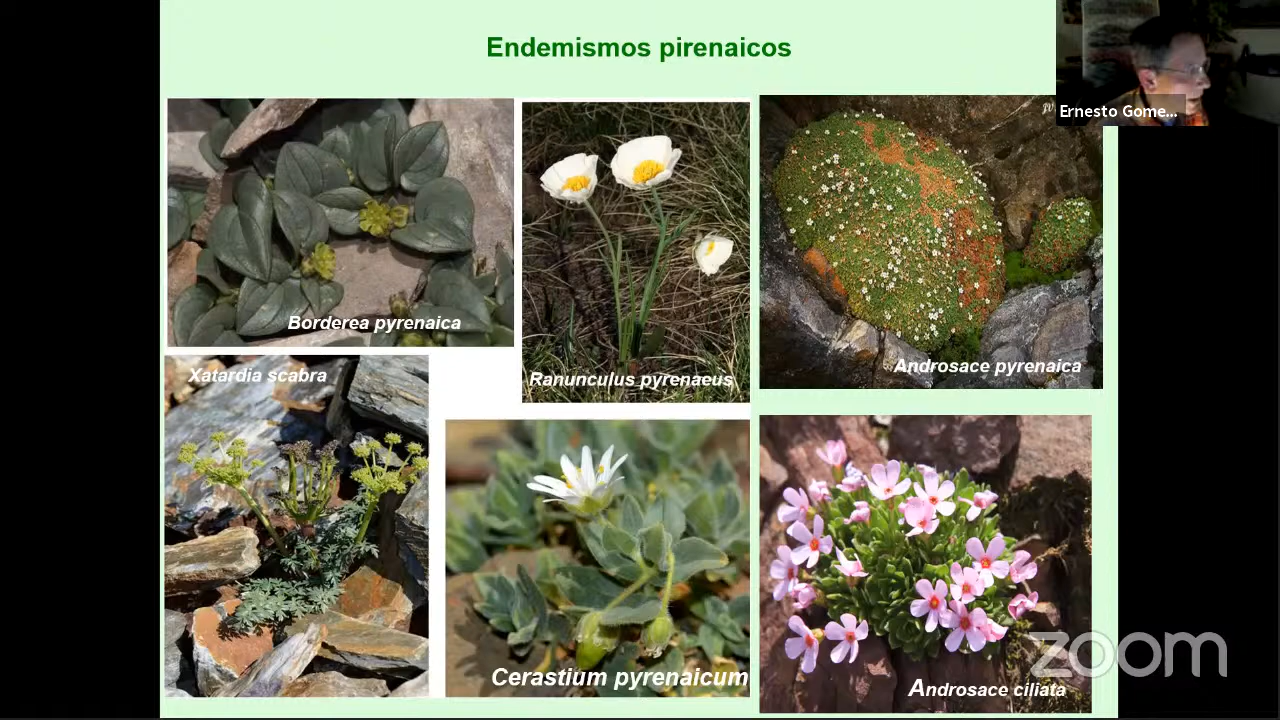 Endemismos pirenaicos
Ernesto Gome...
Borderea pyrenaica
Ranunculus pyrenaeus
Androsace pyrenaica
Xatardia scabra
Cerastium pyrenaicum
Androsace ciliata
zoom